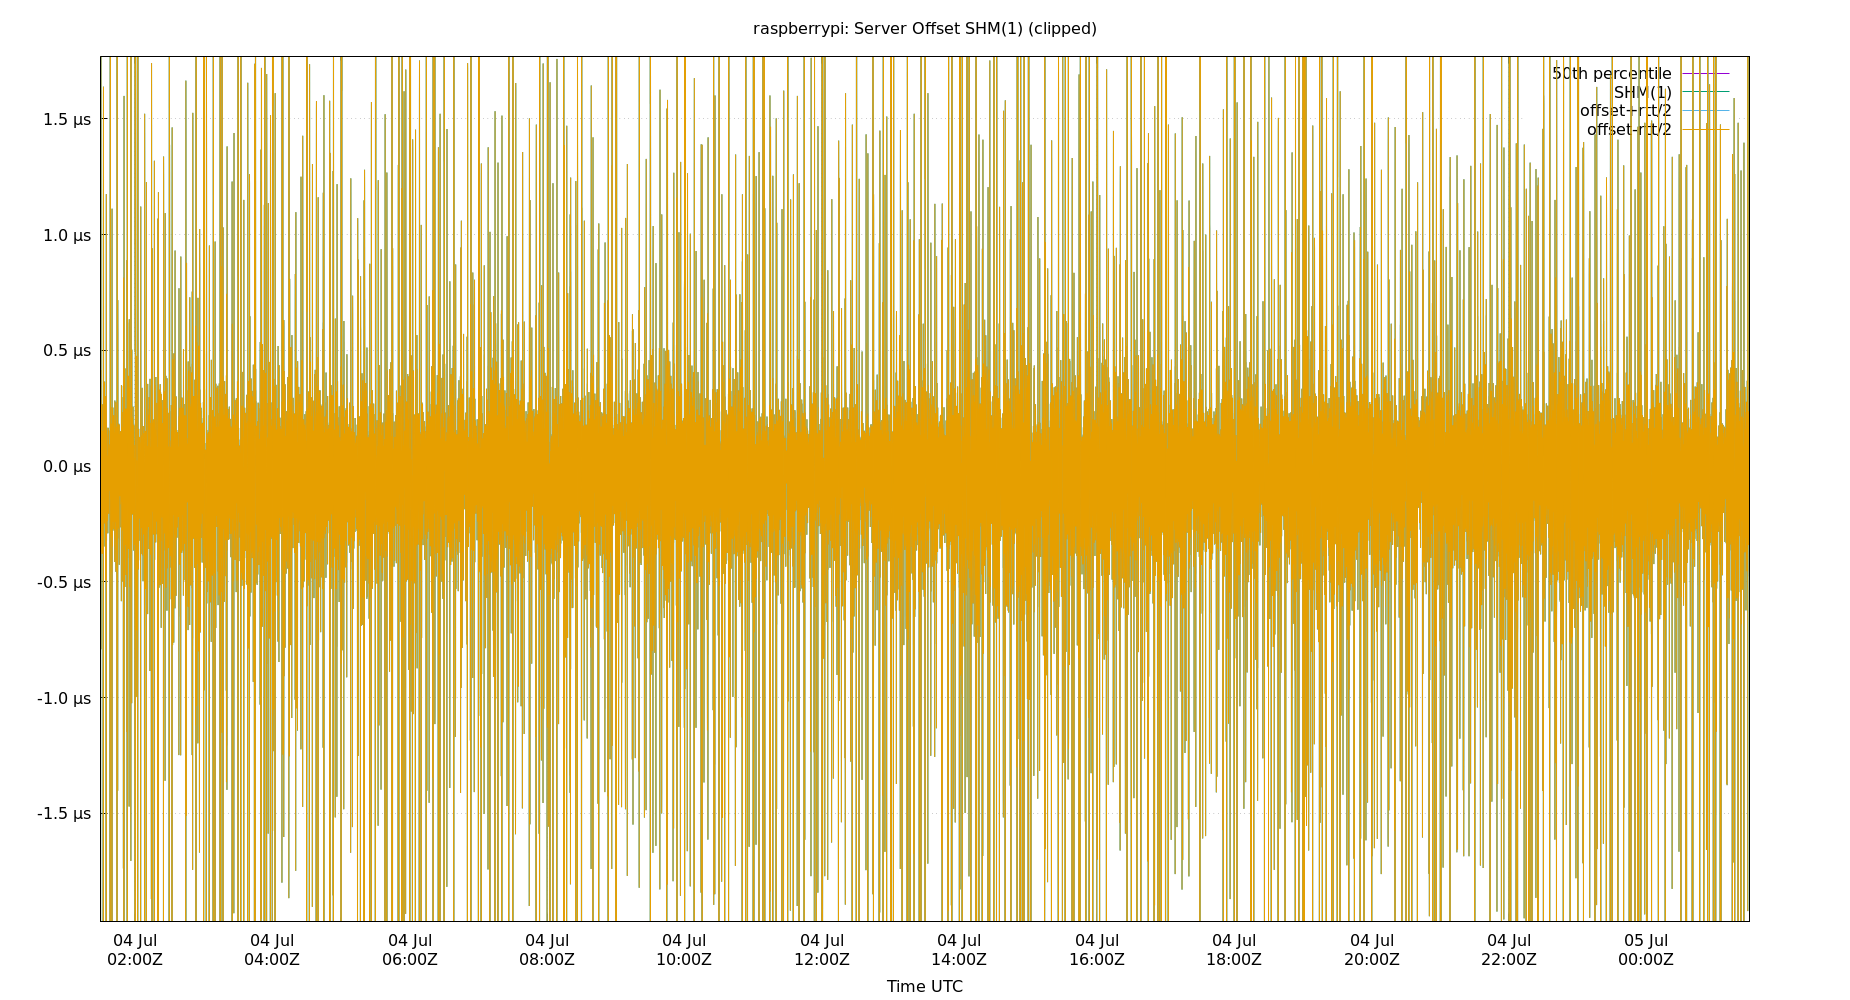 raspberrypi: Server Offset SHM(1) (clipped)
50th percentile
SHM(1)
offset+rtt/2
offset-rtt/2
1.5 µs
1.0 µs
0.5 µs
0.0 µs
-0.5 µs
-1.0 µs
-1.5 µs
04 Jul 04 Jul 04 Jul 04 Jul 04 Jul 04 Jul 04 Jul 04 Jul 04 Jul 04 Jul 04 Jul 05 Jul
02:00Z 04:00Z 06:00Z 08:00Z 10:00Z 12:00Z 14:00Z 16:00Z 18:00Z 20:00Z 22:00Z 00:00Z
Time UTC